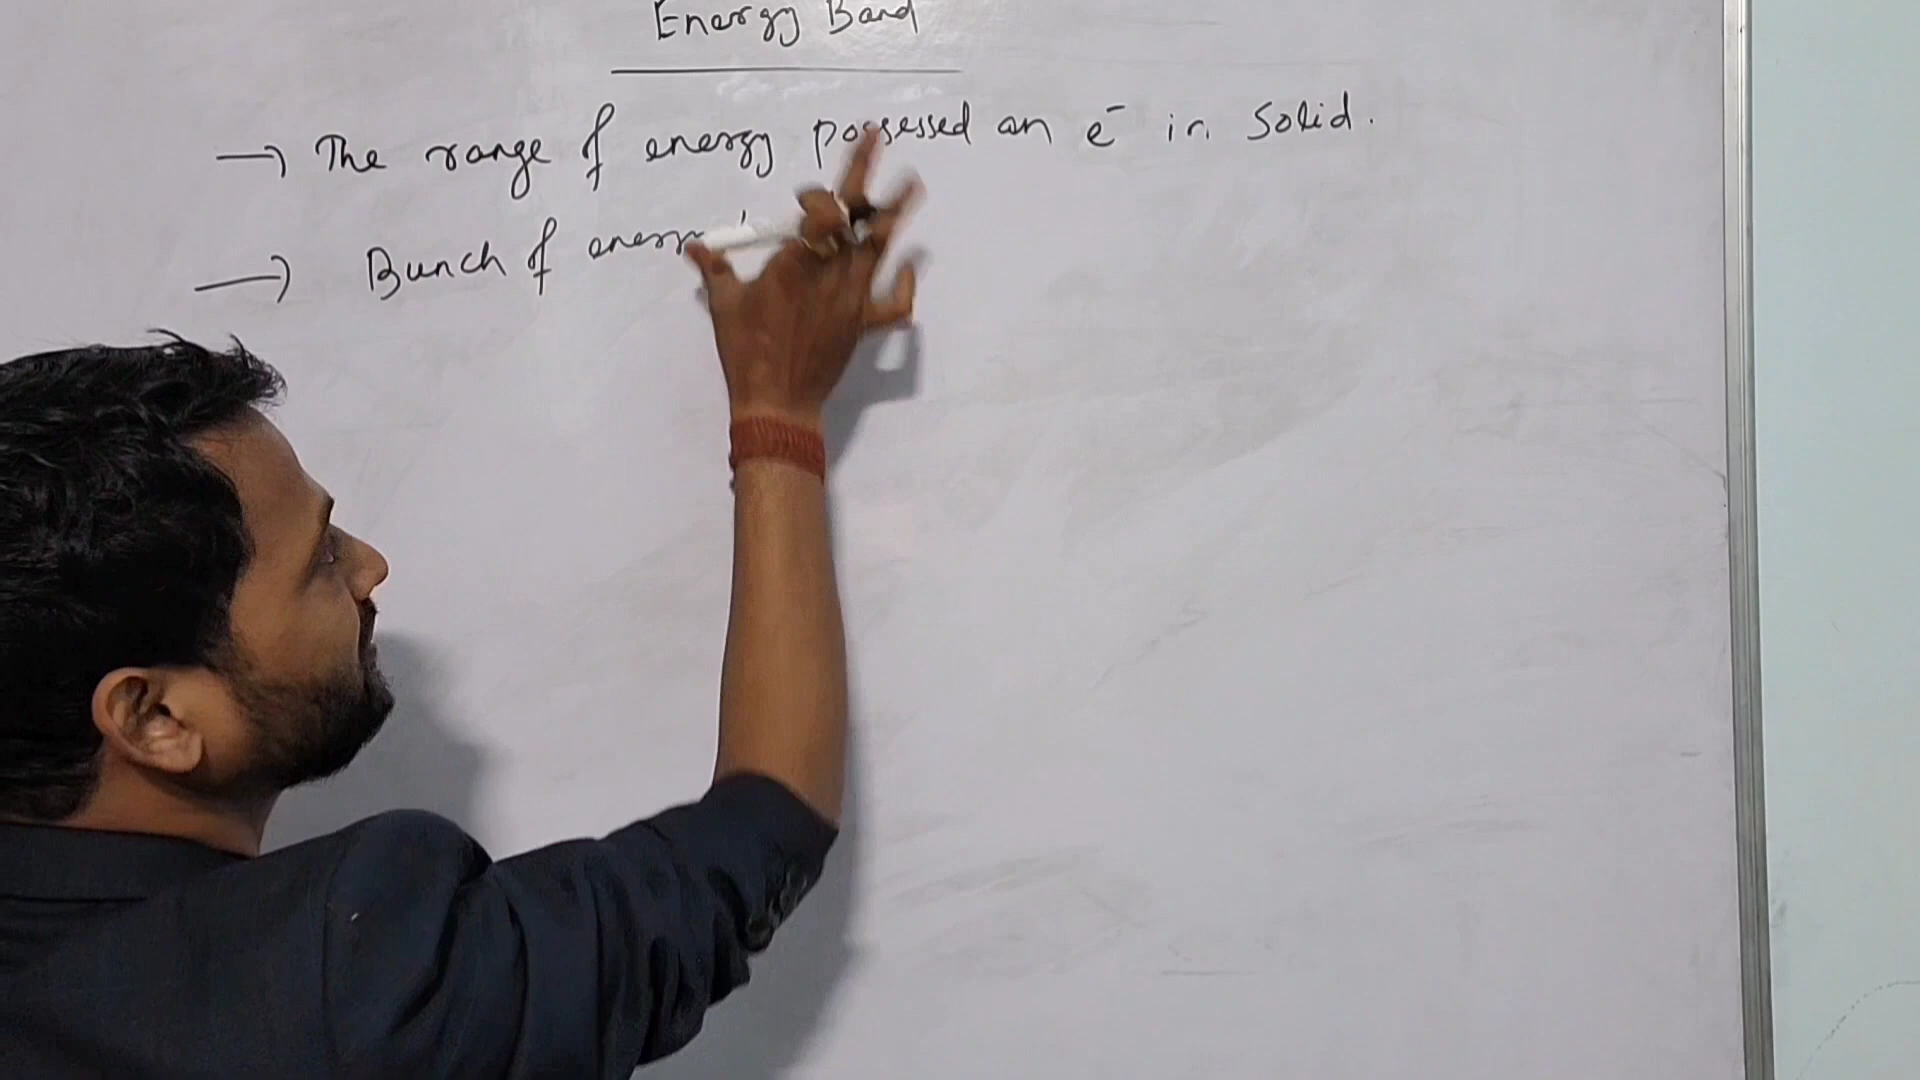 Energy Band
→ The range of energy possessed an e⁻ in Solid.
→ Bunch of